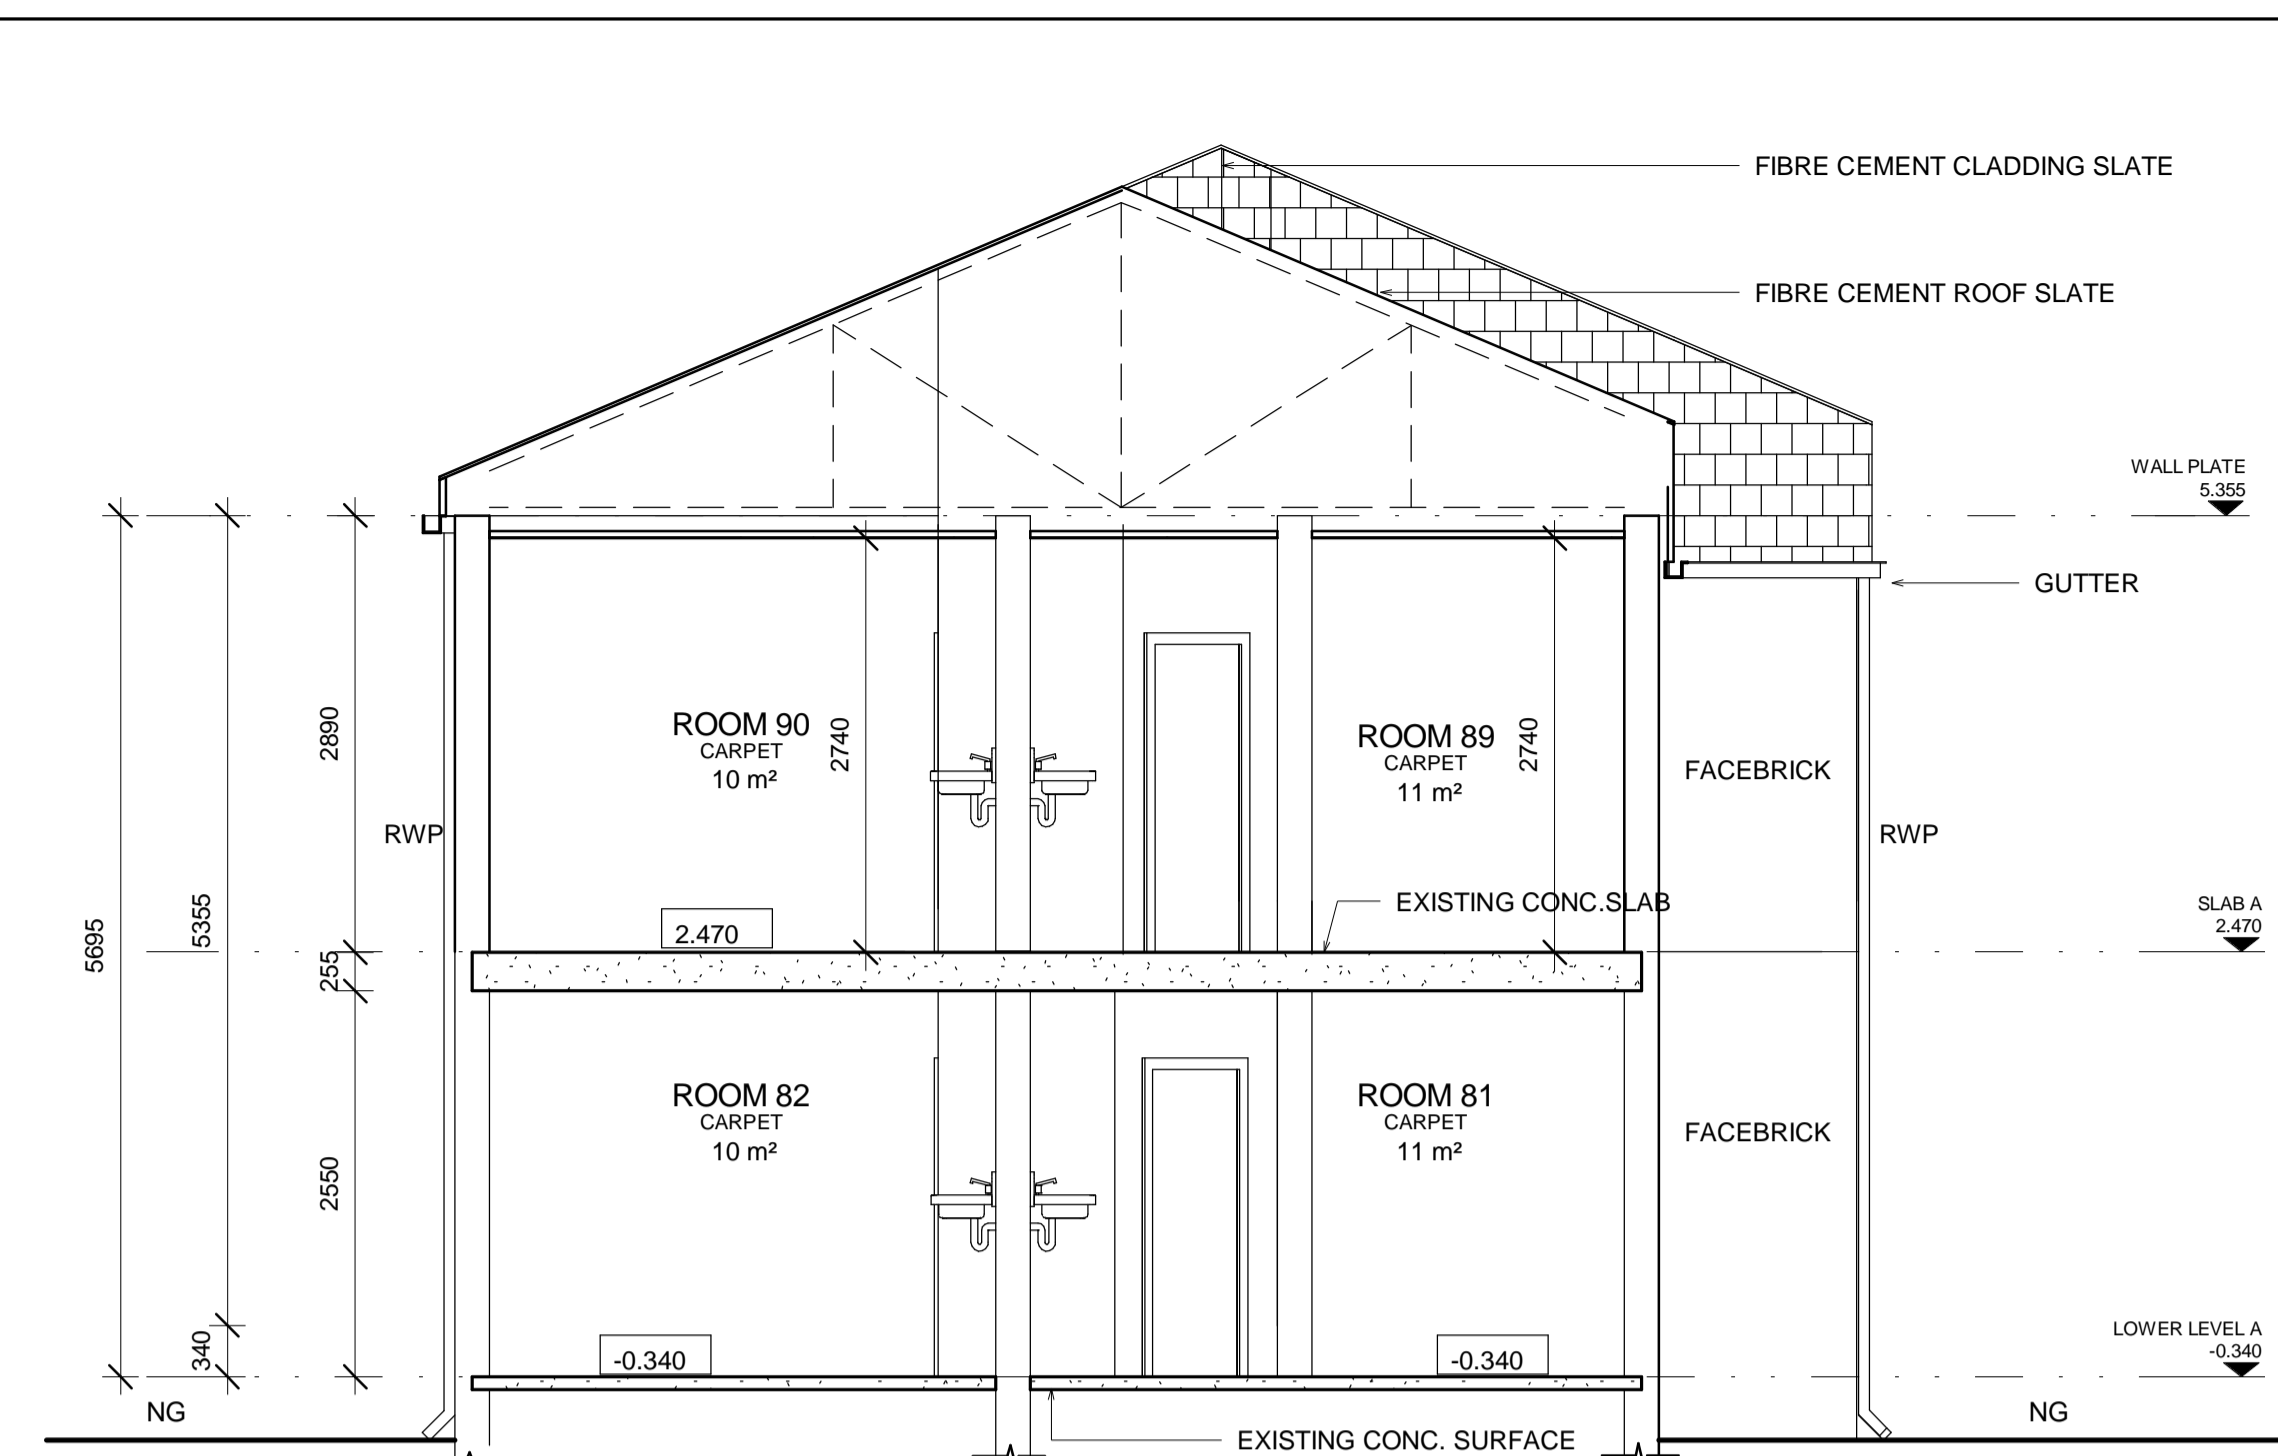 FIBRE CEMENT CLADDING SLATE
FIBRE CEMENT ROOF SLATE
WALL PLATE
5.355
GUTTER
2890
2740
2740
ROOM 90
CARPET
10 m²
ROOM 89
CARPET
11 m²
FACEBRICK
RWP
RWP
EXISTING CONC.SLAB
SLAB A
2.470
2.470
5695
5355
255
ROOM 82
CARPET
10 m²
ROOM 81
CARPET
11 m²
FACEBRICK
2550
340
-0.340
-0.340
LOWER LEVEL A
-0.340
NG
NG
EXISTING CONC. SURFACE